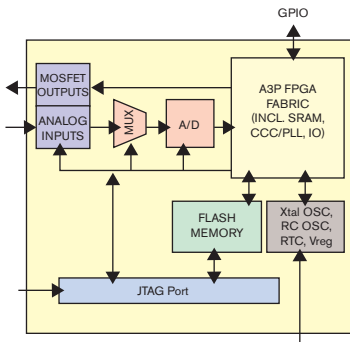 GPIO
MOSFET
OUTPUTS
ANALOG
INPUTS
MUX
A/D
A3P FPGA
FABRIC
(INCL. SRAM,
CCC/PLL, IO)
FLASH
MEMORY
Xtal OSC,
RC OSC,
RTC, Vreg
JTAG Port